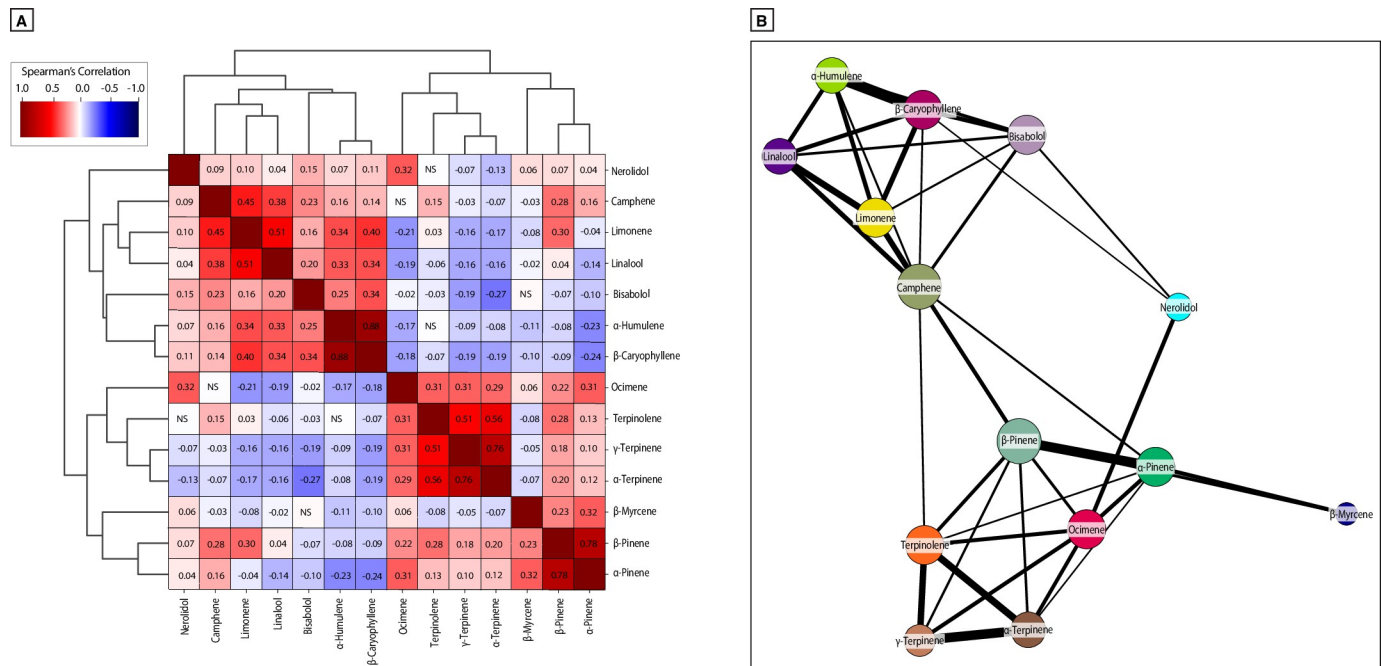 A
Spearman's Correlation
1.0 0.5 0.0 -0.5 -1.0
0.09 0.10 0.04 0.15 0.07 0.11 0.32 NS -0.07 -0.13 0.06 0.07 0.04 Nerolidol
0.09 0.45 0.38 0.23 0.16 0.14 NS 0.15 -0.03 -0.07 -0.03 0.28 0.16 Camphene
0.10 0.45 0.51 0.16 0.34 0.40 -0.21 0.03 -0.16 -0.17 -0.08 0.30 -0.04 Limonene
0.04 0.38 0.51 0.20 0.33 0.34 -0.19 -0.06 -0.16 -0.16 -0.02 0.04 -0.14 Linalool
0.15 0.23 0.16 0.20 0.25 0.34 -0.02 -0.03 -0.19 -0.27 NS -0.07 -0.10 Bisabolol
0.07 0.16 0.34 0.33 0.25 0.88 -0.17 NS -0.09 -0.08 -0.11 -0.08 -0.23 α-Humulene
0.11 0.14 0.40 0.34 0.34 0.88 -0.18 -0.07 -0.19 -0.19 -0.10 -0.09 -0.24 β-Caryophyllene
0.32 NS -0.21 -0.19 -0.02 -0.17 -0.18 0.31 0.31 0.29 0.06 0.22 0.31 Ocimene
NS 0.15 0.03 -0.06 -0.03 NS -0.07 0.31 0.51 0.56 -0.08 0.28 0.13 Terpinolene
-0.07 -0.03 -0.16 -0.16 -0.19 -0.09 -0.19 0.31 0.51 0.76 -0.05 0.18 0.10 γ-Terpinene
-0.13 -0.07 -0.17 -0.16 -0.27 -0.08 -0.19 0.29 0.56 0.76 -0.07 0.20 0.12 α-Terpinene
0.06 -0.03 -0.08 -0.02 NS -0.11 -0.10 0.06 -0.08 -0.05 -0.07 0.23 0.32 β-Myrcene
0.07 0.28 0.30 0.04 -0.07 -0.08 -0.09 0.22 0.28 0.18 0.20 0.23 0.78 β-Pinene
0.04 0.16 -0.04 -0.14 -0.10 -0.23 -0.24 0.31 0.13 0.10 0.12 0.32 0.78 α-Pinene
Nerolidol
Camphene
Limonene
Linalool
Bisabolol
α-Humulene
β-Caryophyllene
Ocimene
Terpinolene
γ-Terpinene
α-Terpinene
β-Myrcene
β-Pinene
α-Pinene
B
α-Humulene
β-Caryophyllene
Bisabolol
Linalool
Limonene
Camphene
Nerolidol
β-Pinene
α-Pinene
β-Myrcene
Ocimene
Terpinolene
α-Terpinene
γ-Terpinene